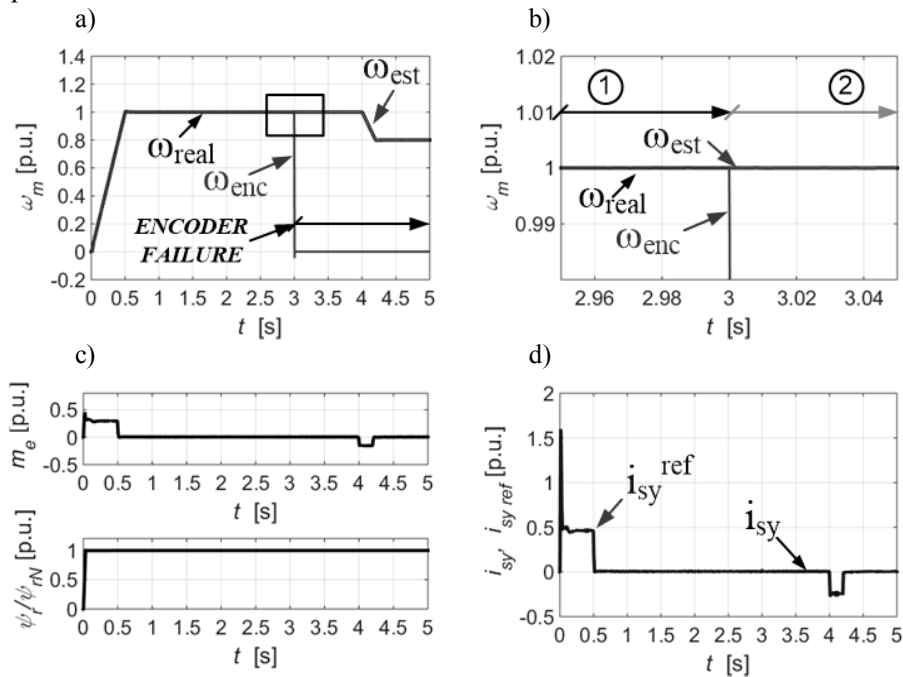 a)
1.4
1.2
1
0.8
0.6
0.4
0.2
0
-0.2
ω_m [p.u.]
ω_est
ω_real
ω_enc
ENCODER
FAILURE
0 0.5 1 1.5 2 2.5 3 3.5 4 4.5 5
t [s]
b)
1.02
1.01
1
0.99
ω_m [p.u.]
1
2
ω_est
ω_real
ω_enc
2.96 2.98 3 3.02 3.04
t [s]
c)
0.5
0
-0.5
m_e [p.u.]
0 0.5 1 1.5 2 2.5 3 3.5 4 4.5 5
t [s]
1
0
ψ_r/ψ_rN [p.u.]
0 0.5 1 1.5 2 2.5 3 3.5 4 4.5 5
t [s]
d)
2
1.5
1
0.5
0
-0.5
i_sy, i_sy ref [p.u.]
i_sy^ref
i_sy
0 0.5 1 1.5 2 2.5 3 3.5 4 4.5 5
t [s]